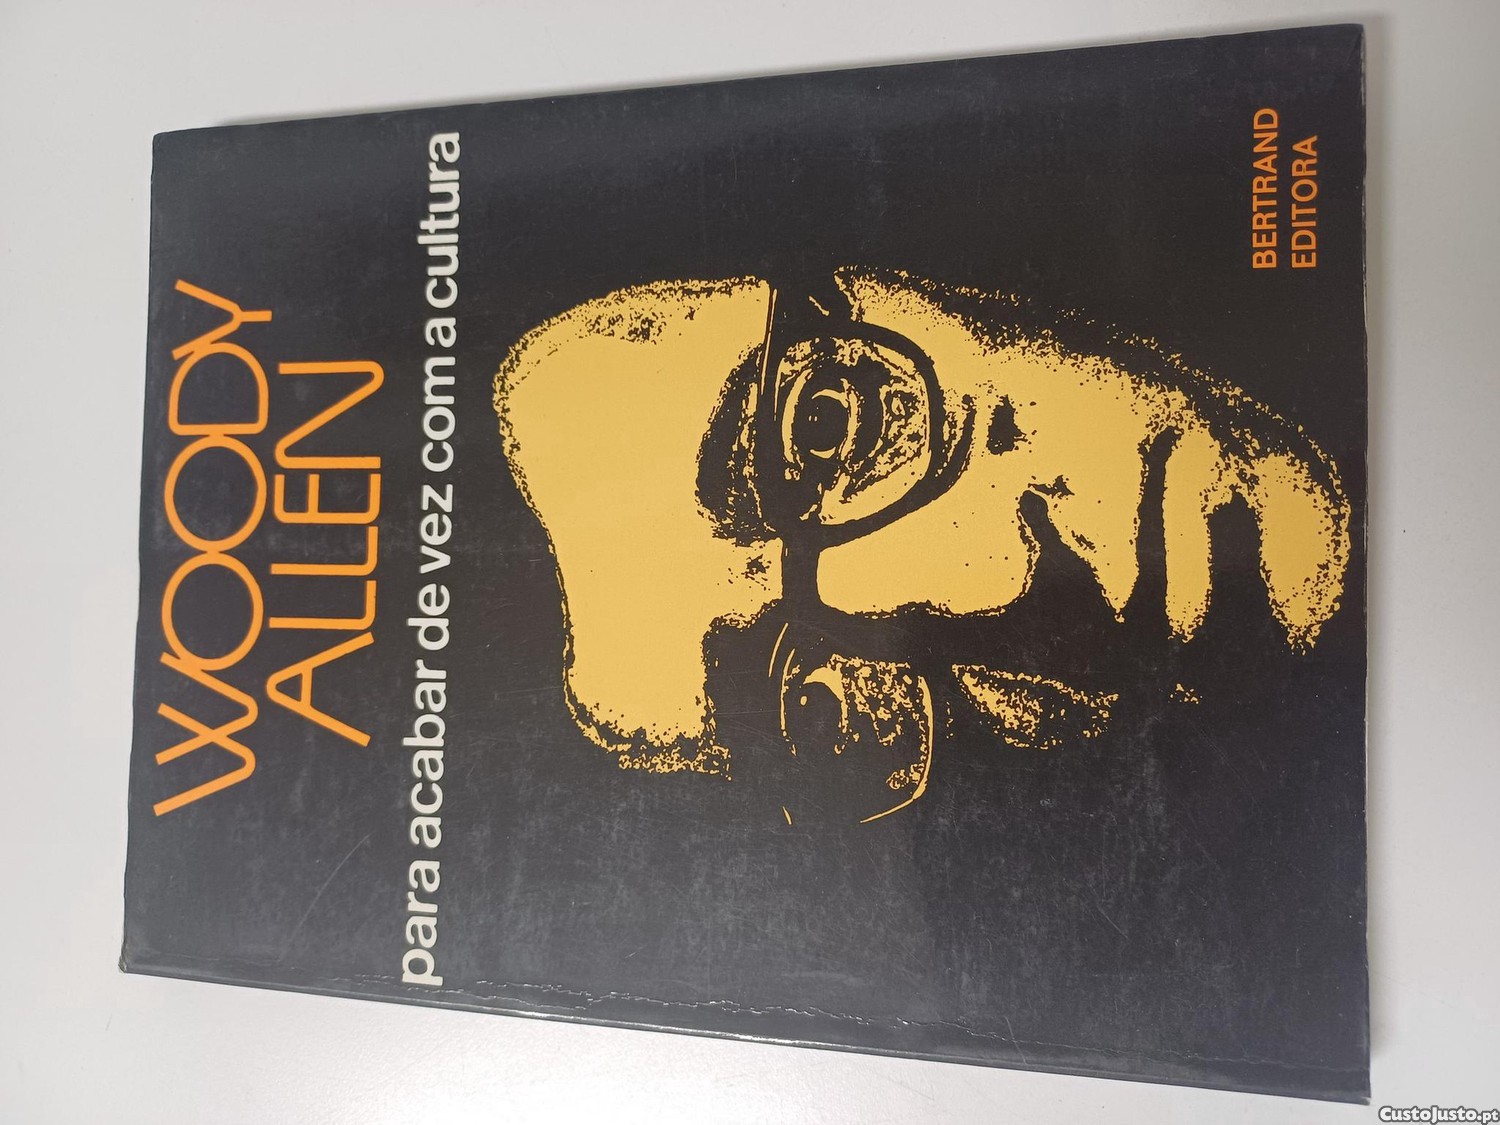 WOODY
ALLEN
para acabar de vez com a cultura
BERTRAND
EDITORA
CustoJusto.pt